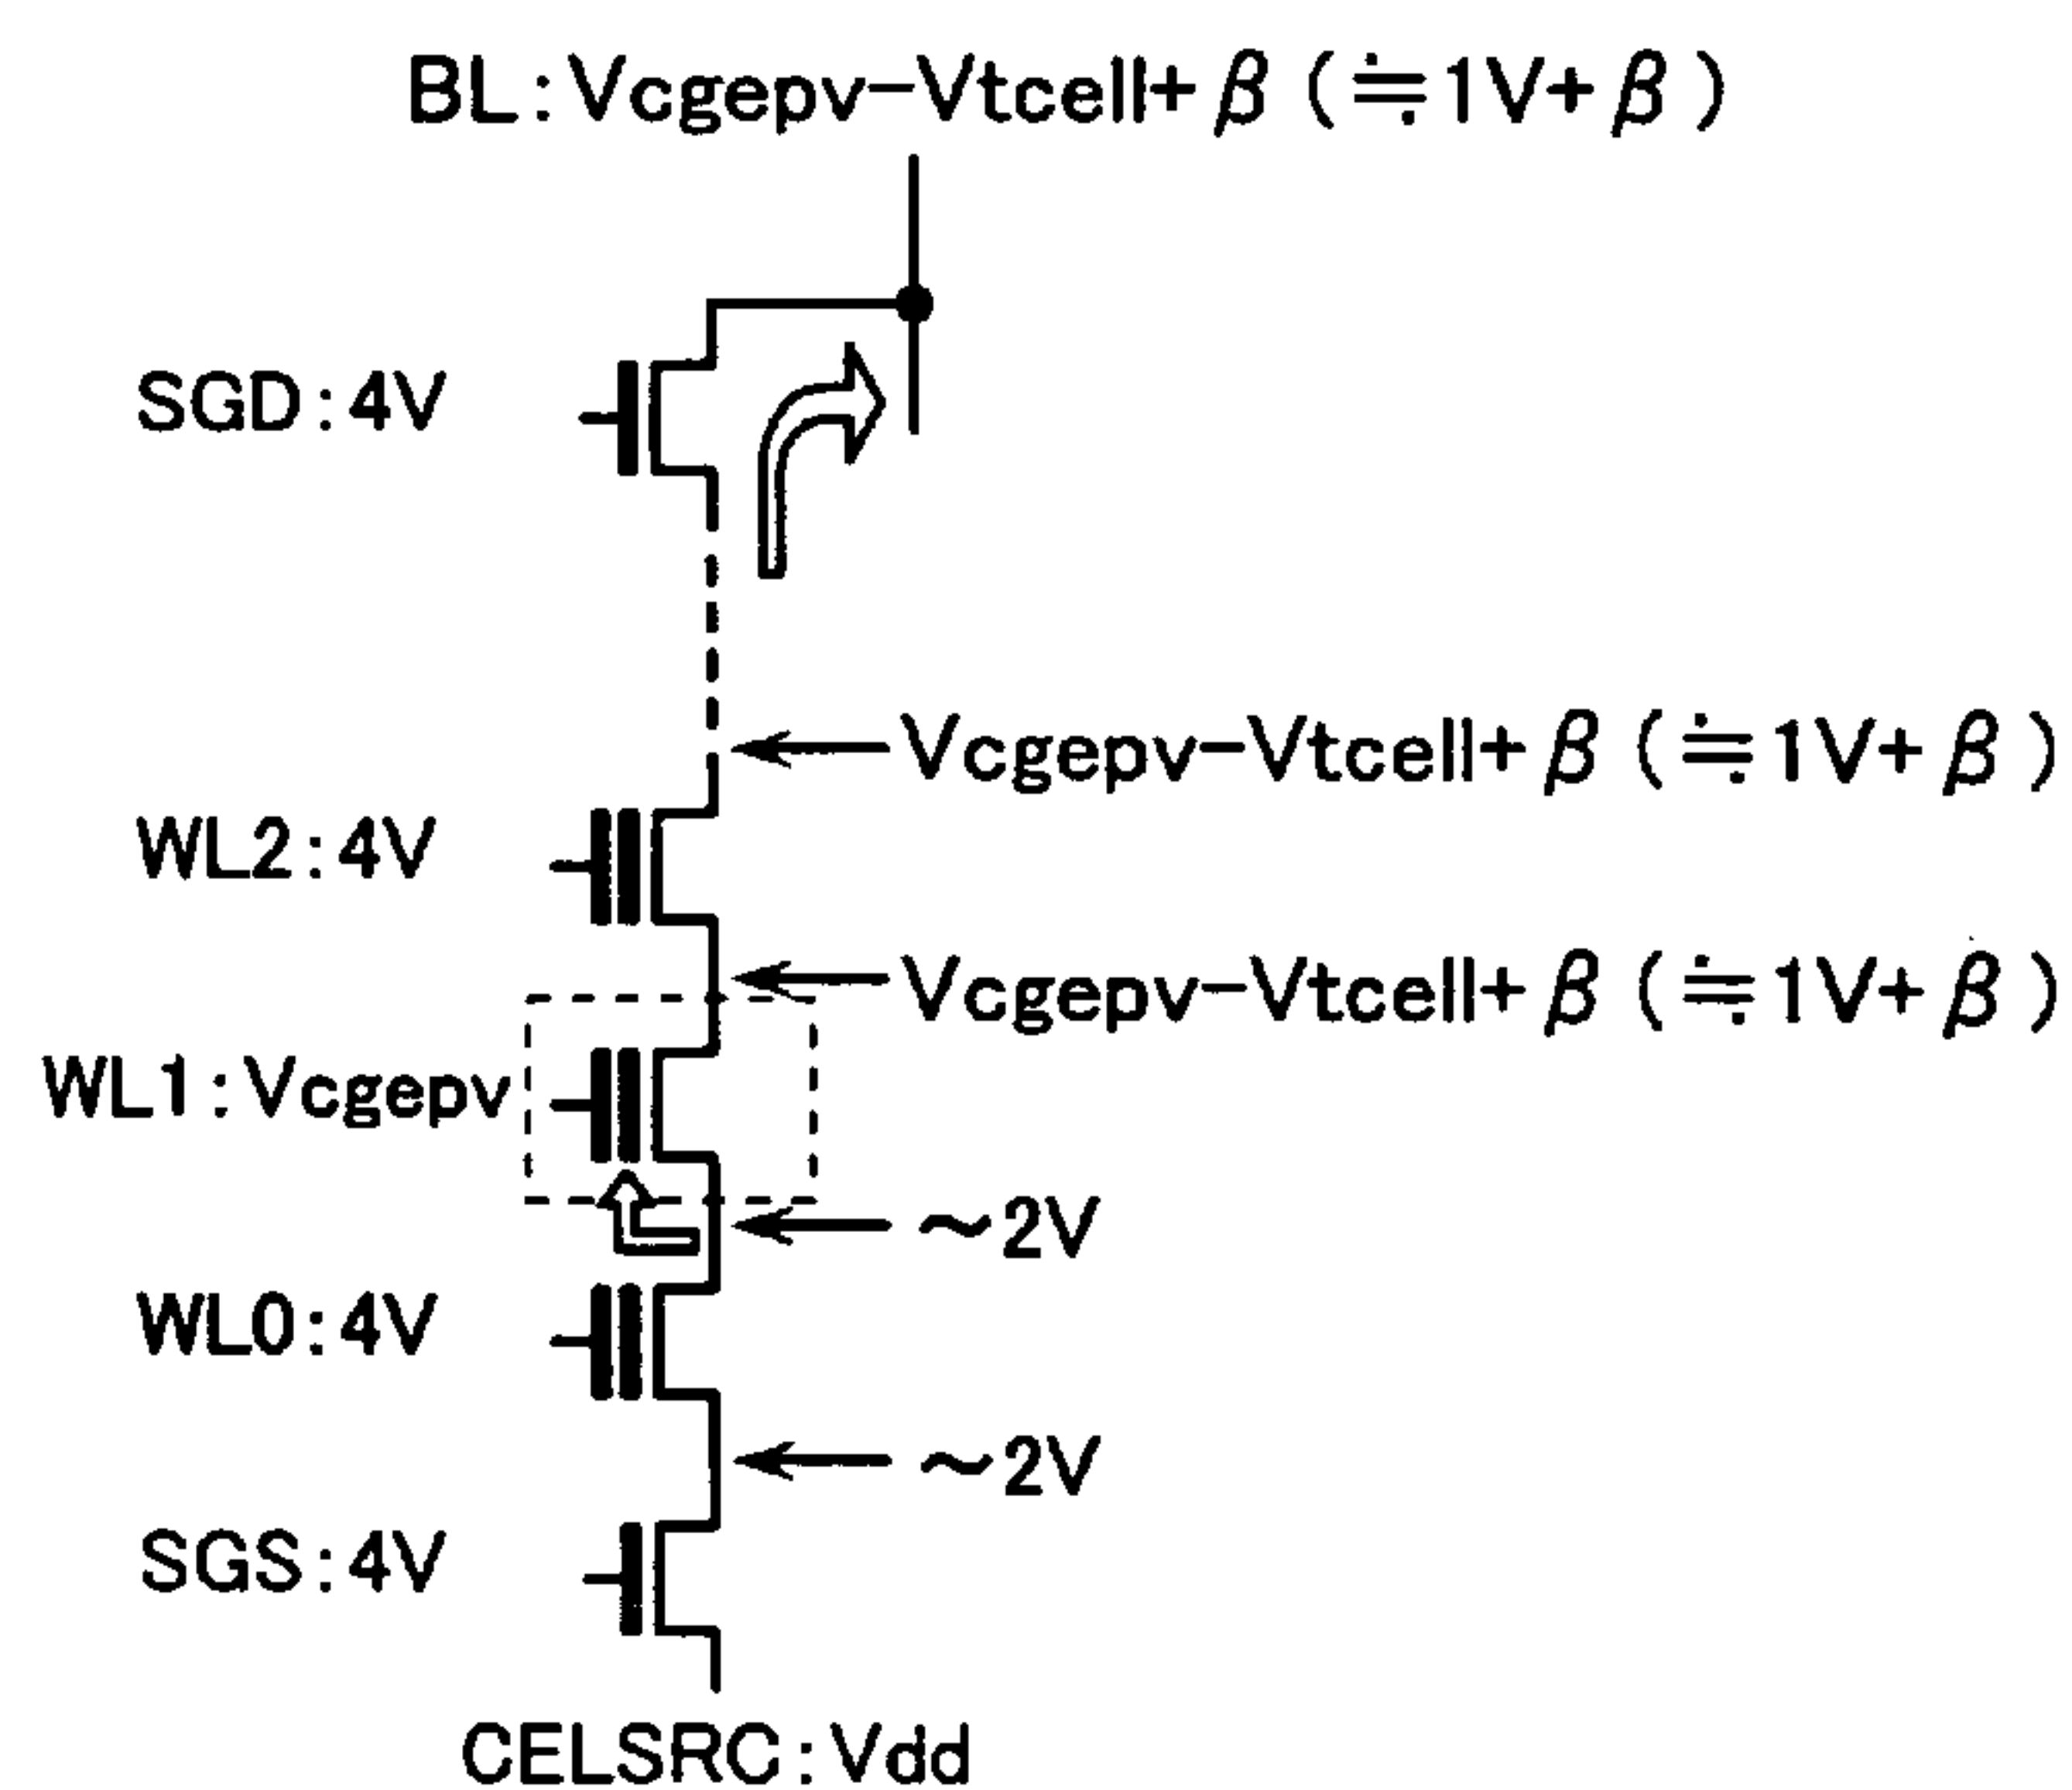 BL:Vcgepv-Vtcell+β(≒1V+β)
SGD:4V
Vcgepv-Vtcell+β(≒1V+β)
WL2:4V
Vcgepv-Vtcell+β(≒1V+β)
WL1:Vcgepv
~2V
WL0:4V
~2V
SGS:4V
CELSRC:Vdd